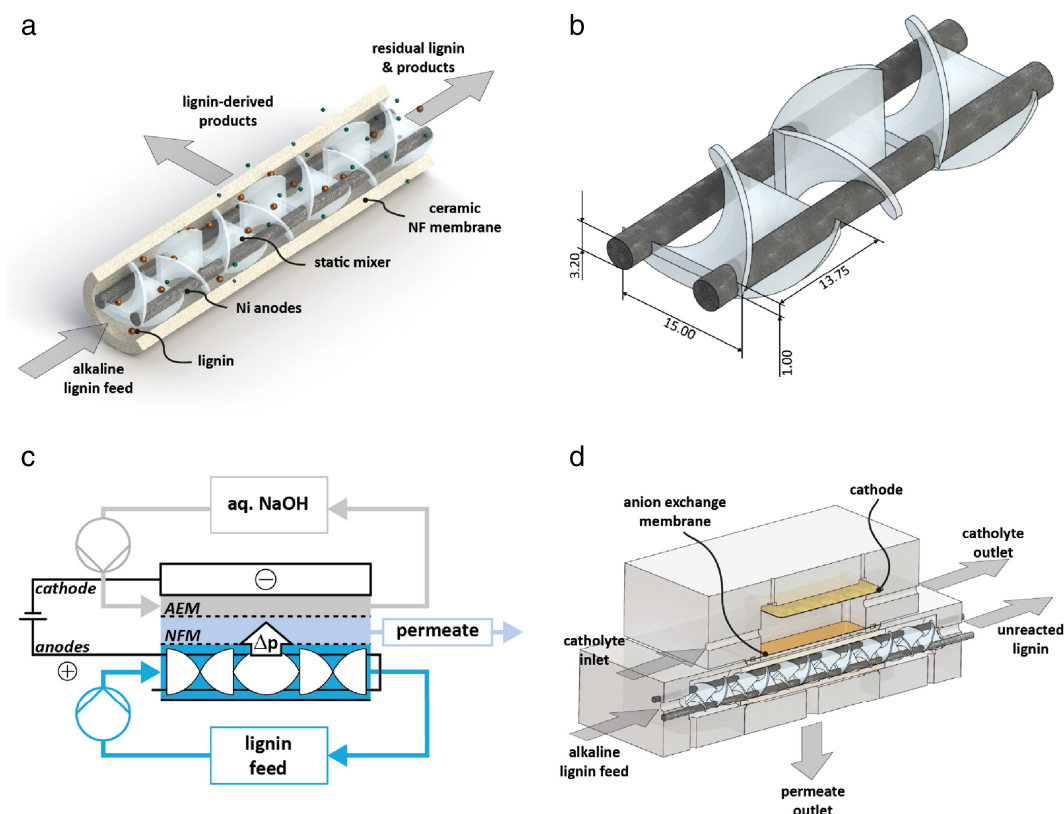 a
residual lignin
& products
lignin-derived
products
ceramic
NF membrane
static mixer
Ni anodes
lignin
alkaline
lignin feed
b
3.20
15.00
13.75
1.00
c
aq. NaOH
cathode
AEM
NFM
Δp
anodes
permeate
lignin
feed
d
anion exchange
membrane
cathode
catholyte
outlet
catholyte
inlet
unreacted
lignin
alkaline
lignin feed
permeate
outlet